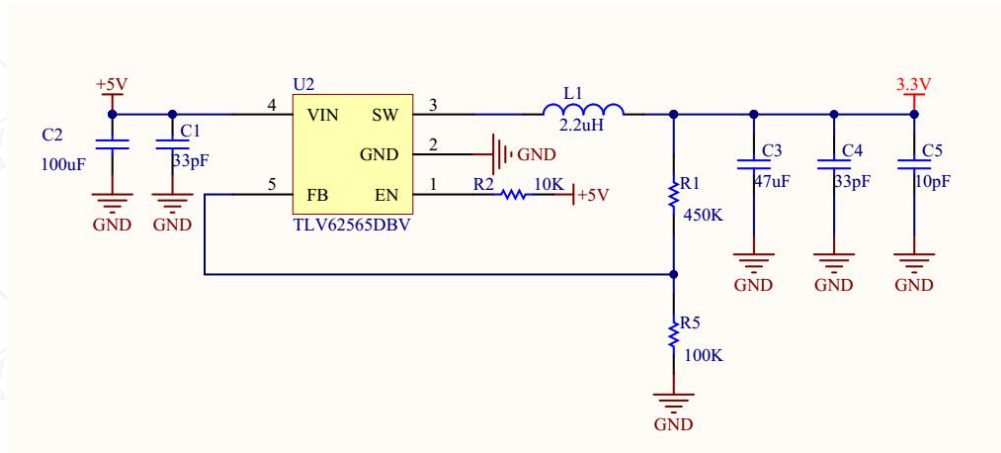 +5V
U2
3.3V
C2
100uF
C1
33pF
4
VIN
SW
3
L1
2.2uH
GND
2
GND
5
FB
EN
1
R2
10K
+5V
TLV62565DBV
GND
GND
R1
450K
C3
47uF
C4
33pF
C5
10pF
GND
GND
GND
R5
100K
GND